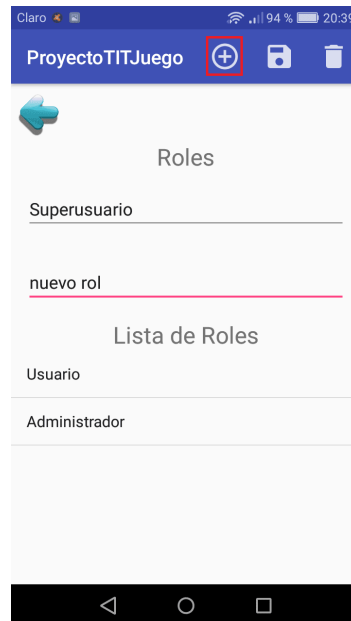 Claro 94 % 20:39
ProyectoTITJuego
Roles
Superusuario
nuevo rol
Lista de Roles
Usuario
Administrador